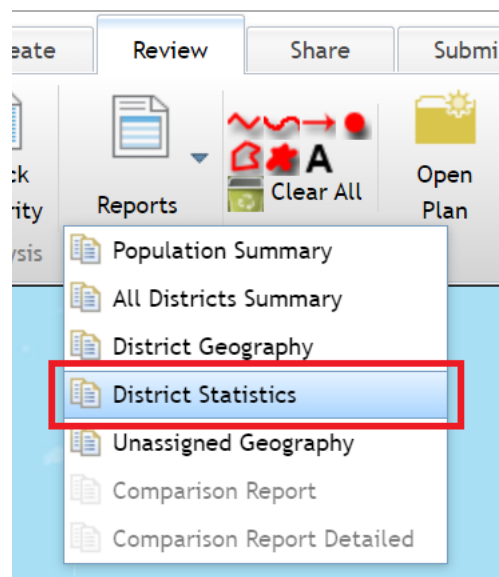 eate Review Share Submi
ck
rity
ysis
Reports
A
Clear All
Open
Plan
Population Summary
All Districts Summary
District Geography
District Statistics
Unassigned Geography
Comparison Report
Comparison Report Detailed